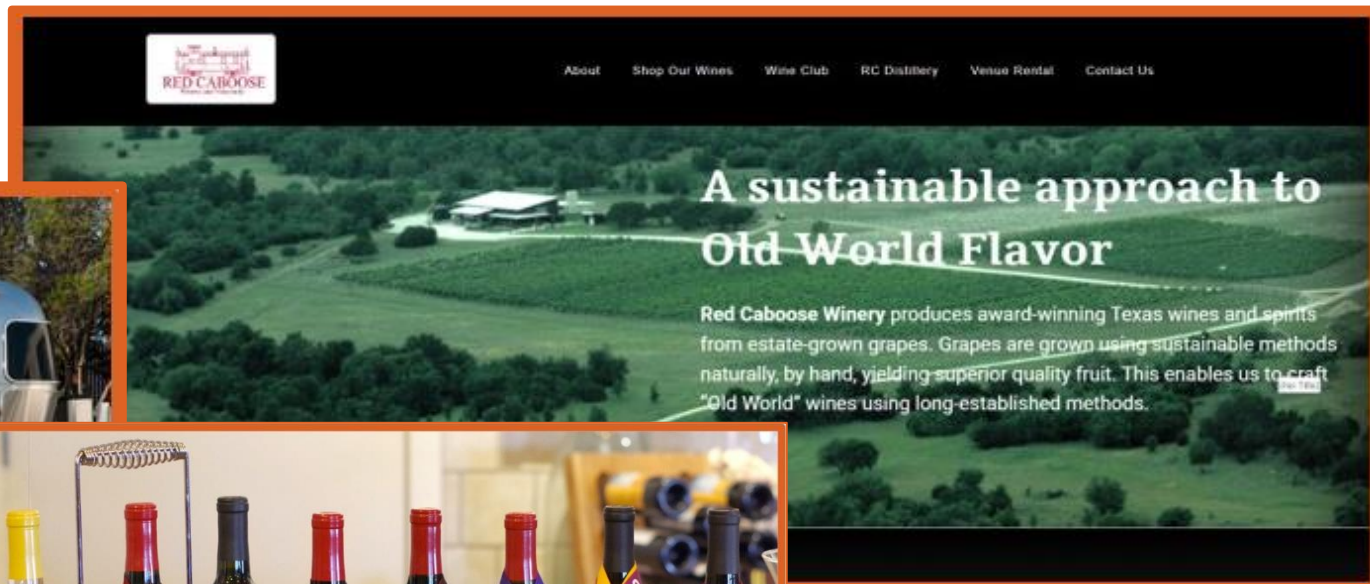 RED CABOOSE
About Shop Our Wines Wine Club RC Distillery Venue Rental Contact Us
A sustainable approach to
Old World Flavor
Red Caboose Winery produces award-winning Texas wines and spirits
from estate-grown grapes. Grapes are grown using sustainable methods
naturally, by hand, yielding superior quality fruit. This enables us to craft
"Old World" wines using long-established methods.